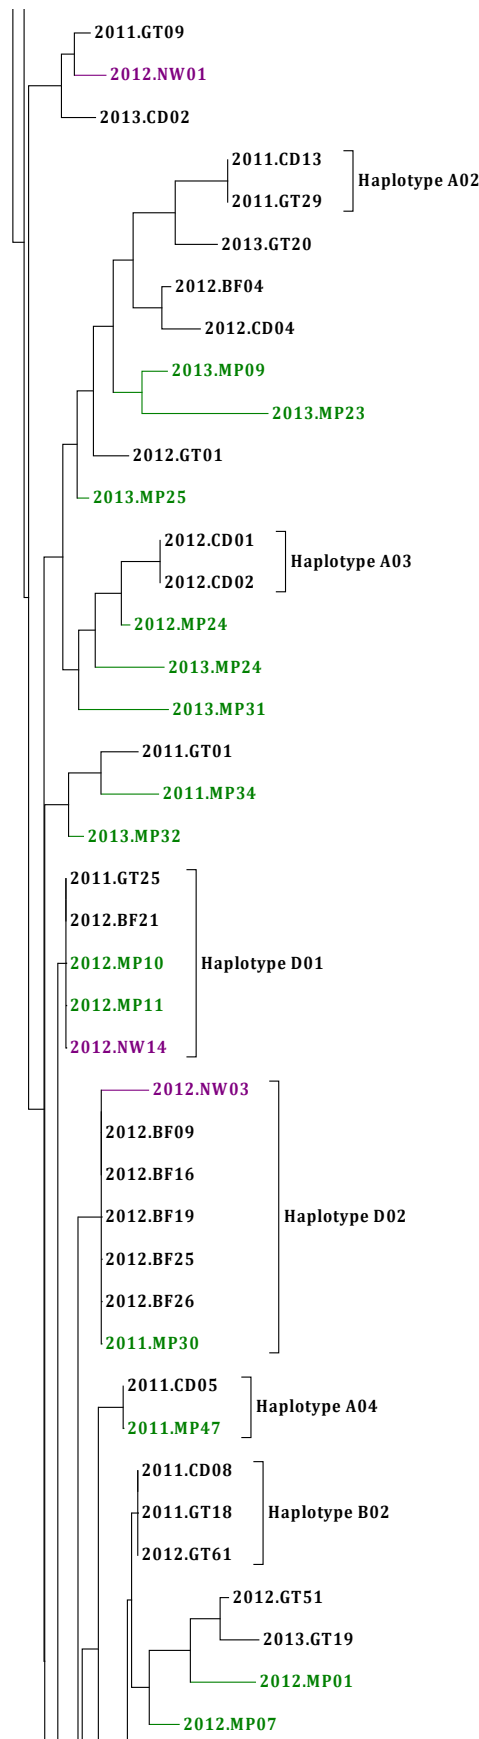 2011.GT09
2012.NW01
2013.CD02
2011.CD13
Haplotype A02
2011.GT29
2013.GT20
2012.BF04
2012.CD04
2013.MP09
2013.MP23
2012.GT01
2013.MP25
2012.CD01
Haplotype A03
2012.CD02
2012.MP24
2013.MP24
2013.MP31
2011.GT01
2011.MP34
2013.MP32
2011.GT25
2012.BF21
2012.MP10
Haplotype D01
2012.MP11
2012.NW14
2012.NW03
2012.BF09
2012.BF16
2012.BF19
Haplotype D02
2012.BF25
2012.BF26
2011.MP30
2011.CD05
Haplotype A04
2011.MP47
2011.CD08
2011.GT18
Haplotype B02
2012.GT61
2012.GT51
2013.GT19
2012.MP01
2012.MP07